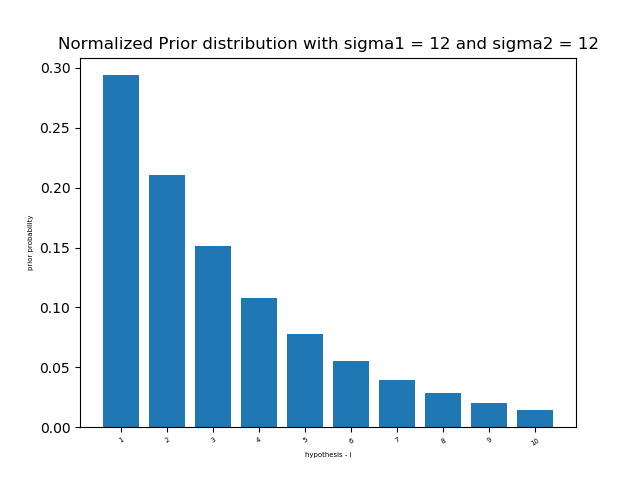 Normalized Prior distribution with sigma1 = 12 and sigma2 = 12
0.30
0.25
0.20
0.15
0.10
0.05
0.00
prior probability
1 2 3 4 5 6 7 8 9 10
hypothesis - i